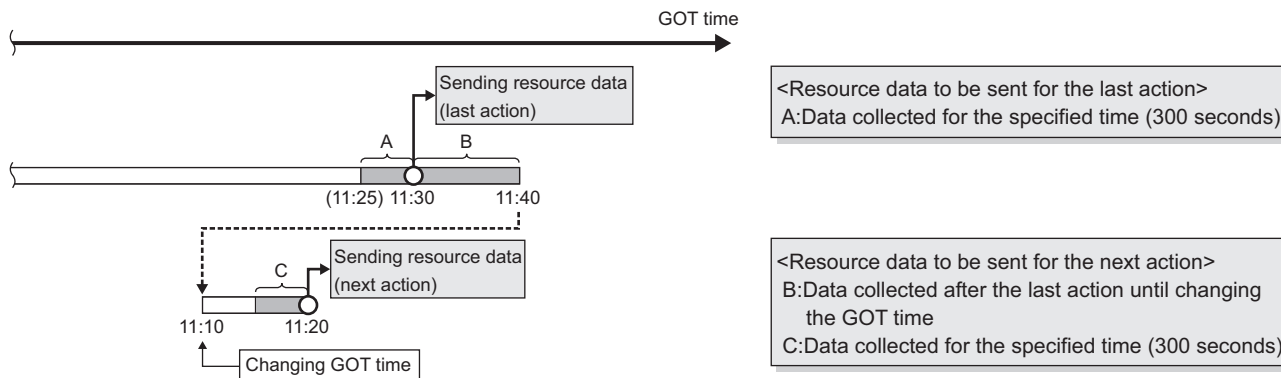 GOT time
Sending resource data
(last action)
<Resource data to be sent for the last action>
A:Data collected for the specified time (300 seconds)
A
B
(11:25) 11:30
11:40
Sending resource data
(next action)
C
11:10
11:20
Changing GOT time
<Resource data to be sent for the next action>
B:Data collected after the last action until changing
the GOT time
C:Data collected for the specified time (300 seconds)